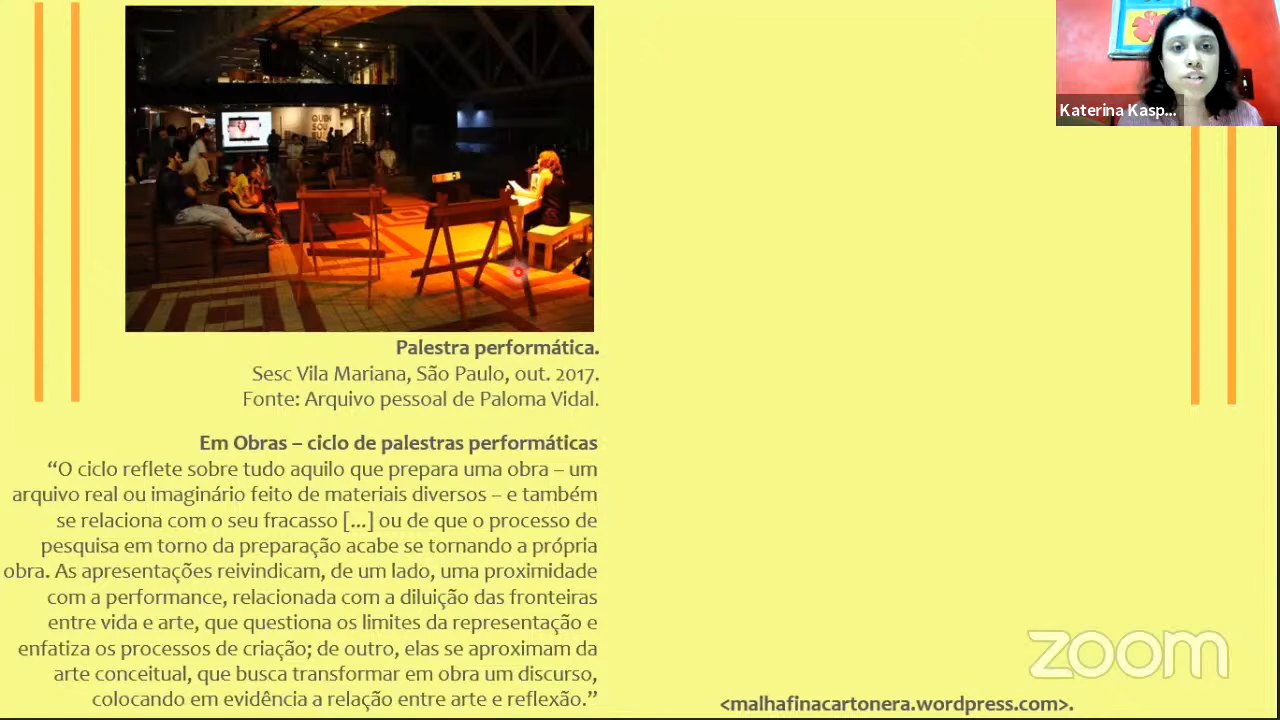 QUEM
SOU
EU
Katerina Kasp...
Palestra performática.
Sesc Vila Mariana, São Paulo, out. 2017.
Fonte: Arquivo pessoal de Paloma Vidal.
Em Obras – ciclo de palestras performáticas
“O ciclo reflete sobre tudo aquilo que prepara uma obra – um
arquivo real ou imaginário feito de materiais diversos – e também
se relaciona com o seu fracasso [...] ou de que o processo de
pesquisa em torno da preparação acabe se tornando a própria
obra. As apresentações reivindicam, de um lado, uma proximidade
com a performance, relacionada com a diluição das fronteiras
entre vida e arte, que questiona os limites da representação e
enfatiza os processos de criação; de outro, elas se aproximam da
arte conceitual, que busca transformar em obra um discurso,
colocando em evidência a relação entre arte e reflexão.”
zoom
<malhafinacartonera.wordpress.com>.